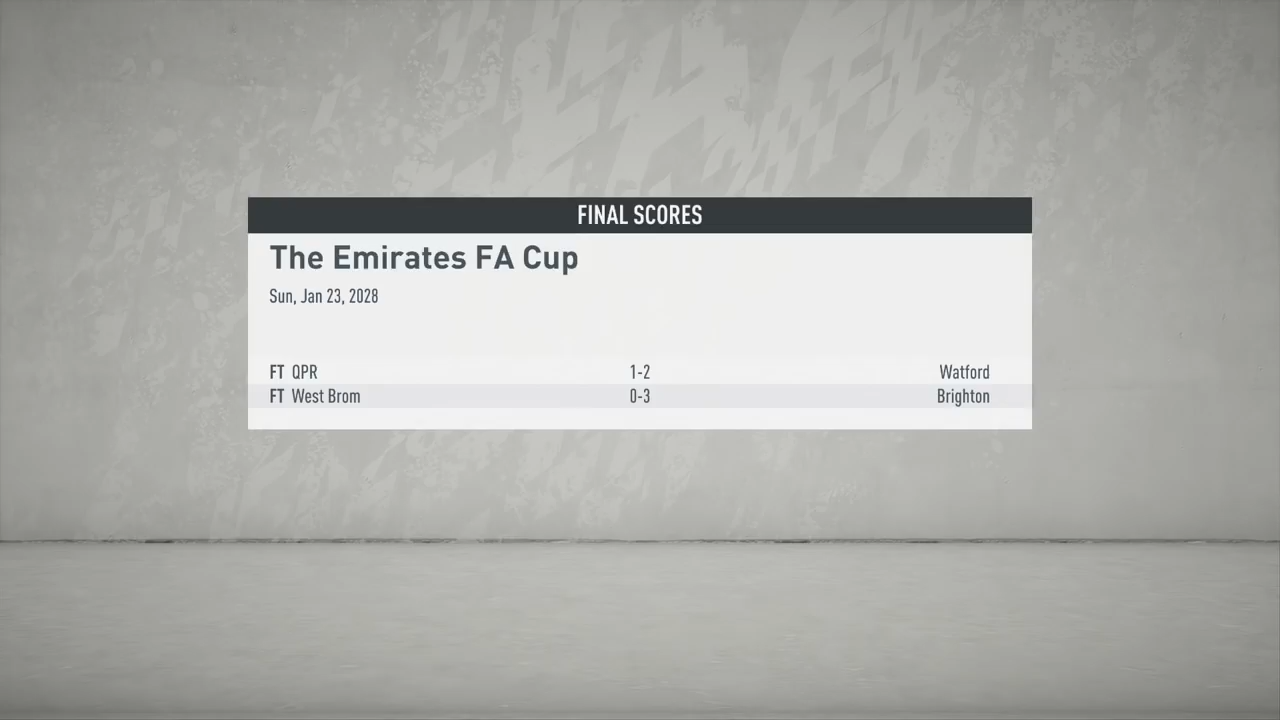 FINAL SCORES
The Emirates FA Cup
Sun, Jan 23, 2028
FT QPR 1-2 Watford
FT West Brom 0-3 Brighton